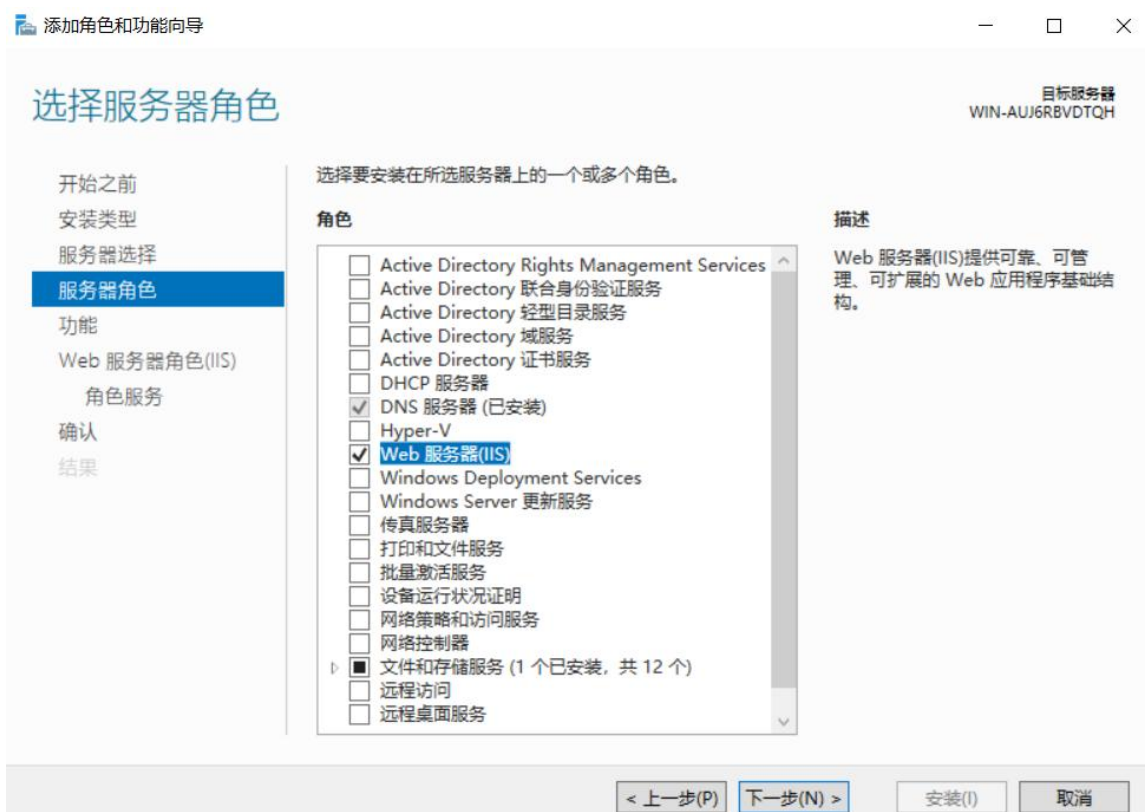 添加角色和功能向导
选择服务器角色
目标服务器
WIN-AUJ6RBVDTQH
开始之前
安装类型
服务器选择
服务器角色
功能
Web 服务器角色(IIS)
角色服务
确认
结果
选择要安装在所选服务器上的一个或多个角色。
角色
Active Directory Rights Management Services
Active Directory 联合身份验证服务
Active Directory 轻型目录服务
Active Directory 域服务
Active Directory 证书服务
DHCP 服务器
DNS 服务器 (已安装)
Hyper-V
Web 服务器(IIS)
Windows Deployment Services
Windows Server 更新服务
传真服务器
打印和文件服务
批量激活服务
设备运行状况证明
网络策略和访问服务
网络控制器
文件和存储服务 (1 个已安装，共 12 个)
远程访问
远程桌面服务
描述
Web 服务器(IIS)提供可靠、可管
理、可扩展的 Web 应用程序基础结
构。
< 上一步(P)
下一步(N) >
安装(I)
取消